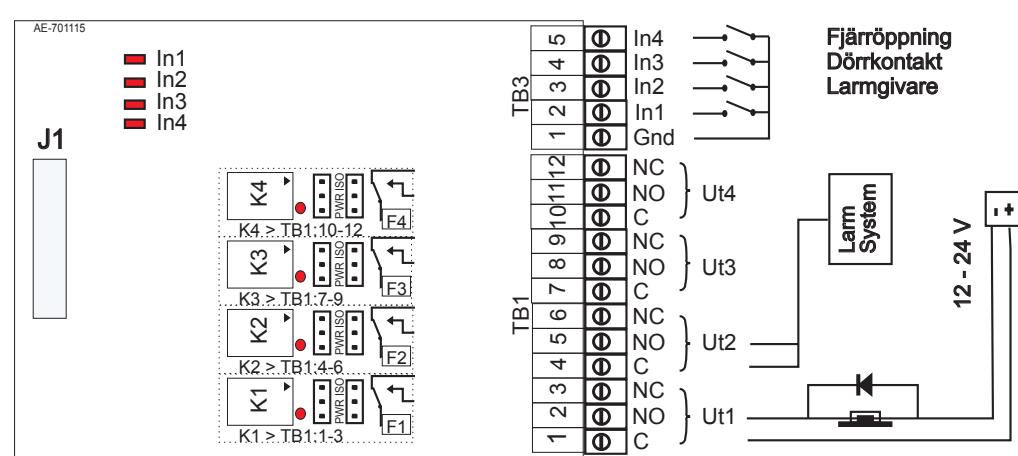 AE-701115
In1
In2
In3
In4
J1
K4
PWR ISO
F4
K4 > TB1:10-12
K3
PWR ISO
F3
K3 > TB1:7-9
K2
PWR ISO
F2
K2 > TB1:4-6
K1
PWR ISO
F1
K1 > TB1:1-3
TB3
5 In4
4 In3
3 In2
2 In1
1 Gnd
Fjärröppning
Dörrkontakt
Larmgivare
TB1
12 NC
11 NO
10 C
Ut4
9 NC
8 NO
7 C
Ut3
6 NC
5 NO
4 C
Ut2
3 NC
2 NO
1 C
Ut1
Larm
System
12 - 24 V
- +